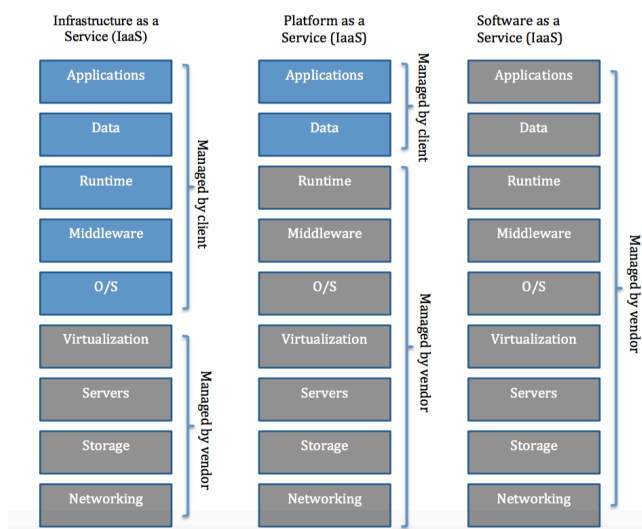 Infrastructure as a
Service (IaaS)
Applications
Data
Runtime
Middleware
O/S
Virtualization
Servers
Storage
Networking
Managed by client
Managed by vendor
Platform as a
Service (IaaS)
Applications
Data
Runtime
Middleware
O/S
Virtualization
Servers
Storage
Networking
Managed by client
Managed by vendor
Software as a
Service (IaaS)
Applications
Data
Runtime
Middleware
O/S
Virtualization
Servers
Storage
Networking
Managed by vendor